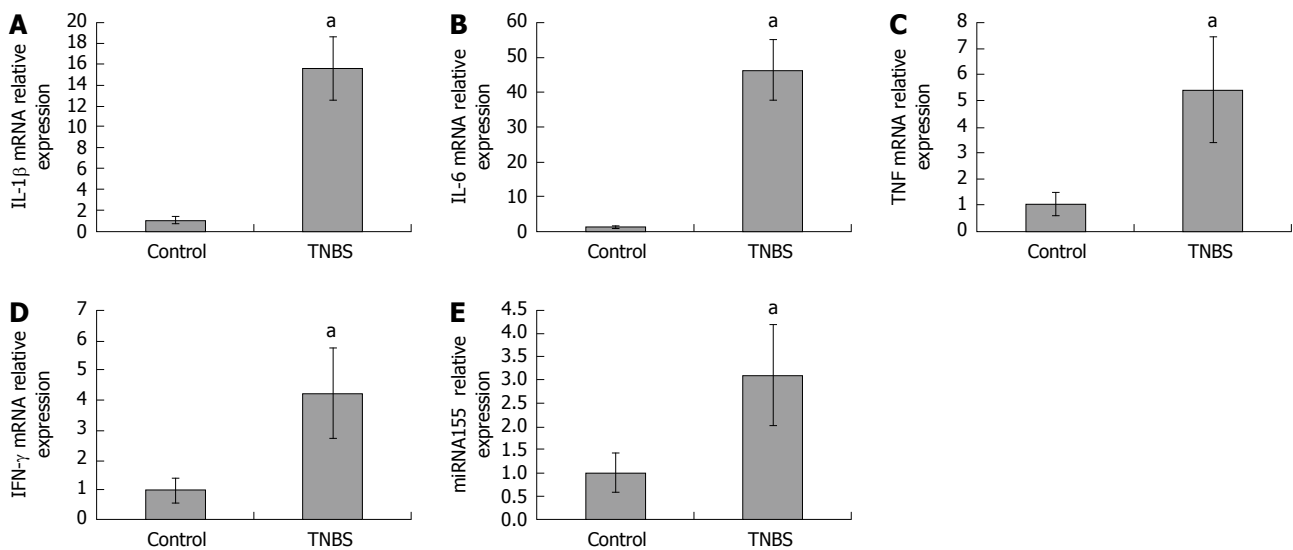 A
IL-1β mRNA relative
expression
20
18
16
14
12
10
8
6
4
2
0
a
Control
TNBS
B
IL-6 mRNA relative
expression
60
50
40
30
20
10
0
a
Control
TNBS
C
TNF mRNA relative
expression
8
7
6
5
4
3
2
1
0
a
Control
TNBS
D
IFN-γ mRNA relative
expression
7
6
5
4
3
2
1
0
a
Control
TNBS
E
miRNA155 relative
expression
4.5
4.0
3.5
3.0
2.5
2.0
1.5
1.0
0.5
0.0
a
Control
TNBS